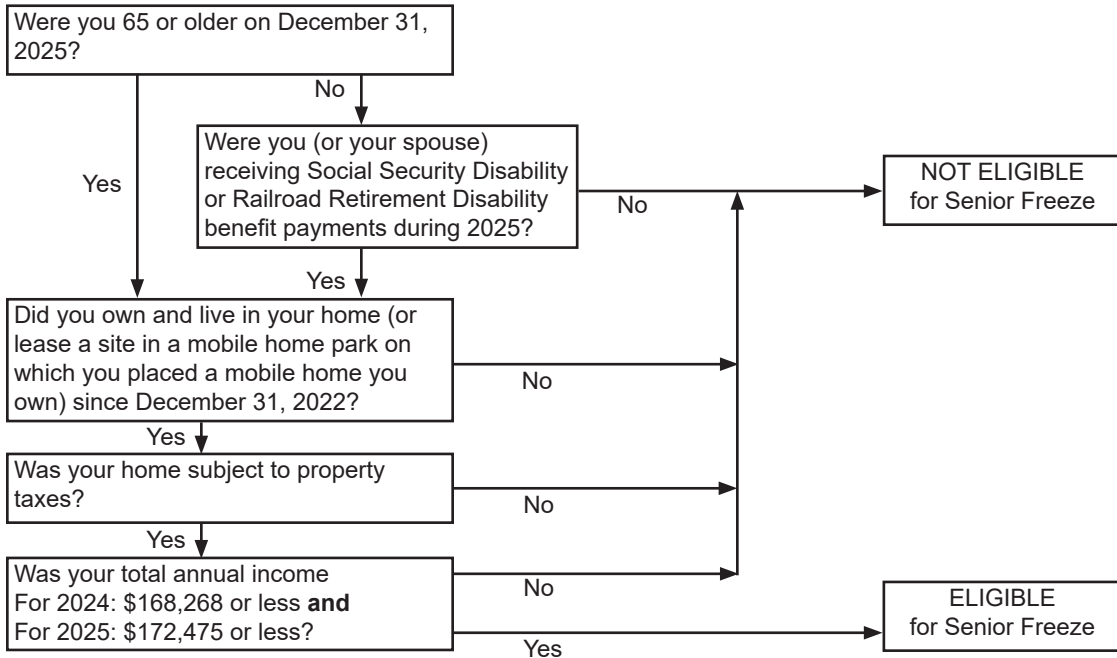 Were you 65 or older on December 31,
2025?
No
Yes
Were you (or your spouse)
receiving Social Security Disability
or Railroad Retirement Disability
benefit payments during 2025?
No
NOT ELIGIBLE
for Senior Freeze
Yes
Did you own and live in your home (or
lease a site in a mobile home park on
which you placed a mobile home you
own) since December 31, 2022?
No
Yes
Was your home subject to property
taxes?
No
Yes
Was your total annual income
For 2024: $168,268 or less and
For 2025: $172,475 or less?
No
Yes
ELIGIBLE
for Senior Freeze